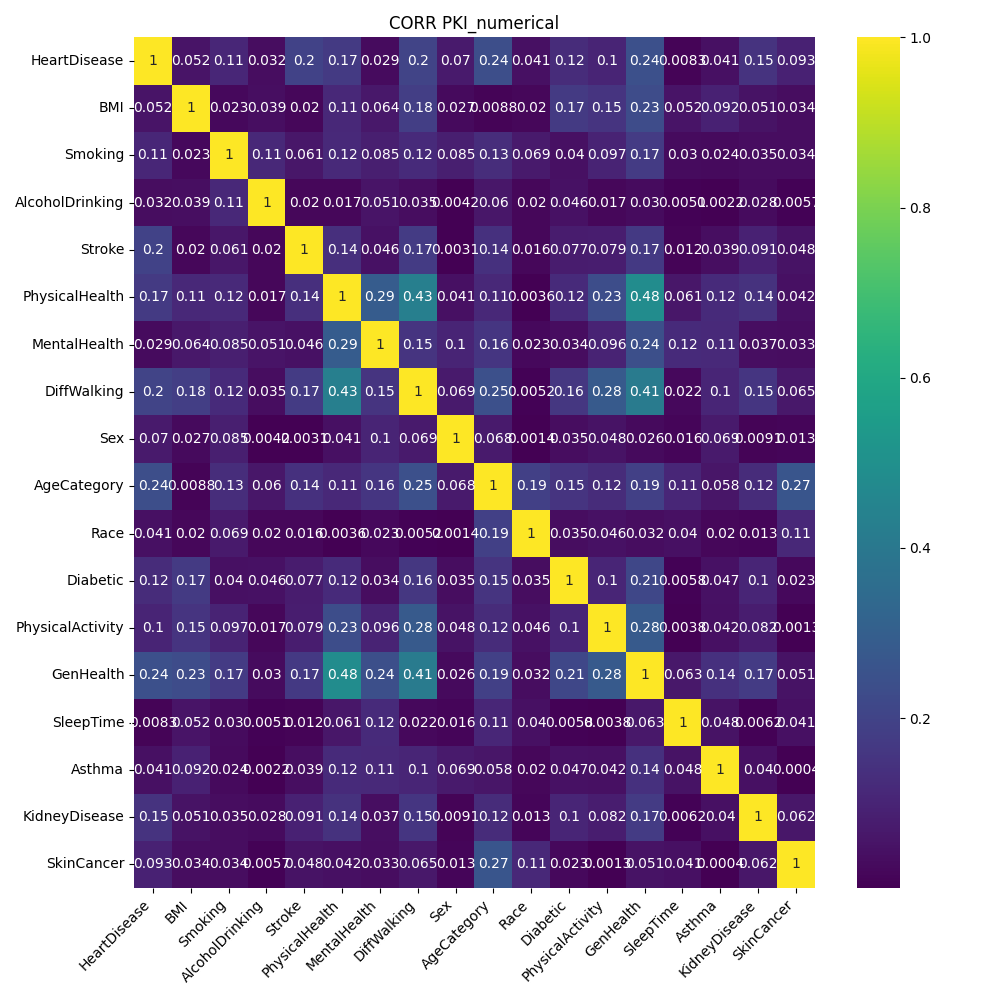 CORR PKI_numerical
HeartDisease 1 0.052 0.11 0.032 0.2 0.17 0.029 0.2 0.07 0.24 0.041 0.12 0.1 0.24 0.0083 0.041 0.15 0.093 1.0
BMI 0.052 1 0.023 0.039 0.02 0.11 0.064 0.18 0.027 0.0088 0.02 0.17 0.15 0.23 0.052 0.092 0.051 0.034
Smoking 0.11 0.023 1 0.11 0.061 0.12 0.085 0.12 0.085 0.13 0.069 0.04 0.097 0.17 0.03 0.024 0.035 0.034
AlcoholDrinking 0.032 0.039 0.11 1 0.02 0.017 0.051 0.035 0.0042 0.06 0.02 0.046 0.017 0.03 0.0051 0.0022 0.028 0.0057 0.8
Stroke 0.2 0.02 0.061 0.02 1 0.14 0.046 0.17 0.0031 0.14 0.016 0.077 0.079 0.17 0.012 0.039 0.091 0.048
PhysicalHealth 0.17 0.11 0.12 0.017 0.14 1 0.29 0.43 0.041 0.11 0.0036 0.12 0.23 0.48 0.061 0.12 0.14 0.042
MentalHealth 0.029 0.064 0.085 0.051 0.046 0.29 1 0.15 0.1 0.16 0.023 0.034 0.096 0.24 0.12 0.11 0.037 0.033
DiffWalking 0.2 0.18 0.12 0.035 0.17 0.43 0.15 1 0.069 0.25 0.0052 0.16 0.28 0.41 0.022 0.1 0.15 0.065 0.6
Sex 0.07 0.027 0.085 0.0042 0.0031 0.041 0.1 0.069 1 0.068 0.0014 0.035 0.048 0.026 0.016 0.069 0.0091 0.013
AgeCategory 0.24 0.0088 0.13 0.06 0.14 0.11 0.16 0.25 0.068 1 0.19 0.15 0.12 0.19 0.11 0.058 0.12 0.27
Race 0.041 0.02 0.069 0.02 0.016 0.0036 0.023 0.0052 0.0014 0.19 1 0.035 0.046 0.032 0.04 0.02 0.013 0.11 0.4
Diabetic 0.12 0.17 0.04 0.046 0.077 0.12 0.034 0.16 0.035 0.15 0.035 1 0.1 0.21 0.0058 0.047 0.1 0.023
PhysicalActivity 0.1 0.15 0.097 0.017 0.079 0.23 0.096 0.28 0.048 0.12 0.046 0.1 1 0.28 0.0038 0.042 0.082 0.0013
GenHealth 0.24 0.23 0.17 0.03 0.17 0.48 0.24 0.41 0.026 0.19 0.032 0.21 0.28 1 0.063 0.14 0.17 0.051
SleepTime 0.0083 0.052 0.03 0.0051 0.012 0.061 0.12 0.022 0.016 0.11 0.04 0.0058 0.0038 0.063 1 0.048 0.0062 0.041 0.2
Asthma 0.041 0.092 0.024 0.0022 0.039 0.12 0.11 0.1 0.069 0.058 0.02 0.047 0.042 0.14 0.048 1 0.04 0.0004
KidneyDisease 0.15 0.051 0.035 0.028 0.091 0.14 0.037 0.15 0.0091 0.12 0.013 0.1 0.082 0.17 0.0062 0.04 1 0.062
SkinCancer 0.093 0.034 0.034 0.0057 0.048 0.042 0.033 0.065 0.013 0.27 0.11 0.023 0.0013 0.051 0.041 0.0004 0.062 1
HeartDisease BMI Smoking AlcoholDrinking Stroke PhysicalHealth MentalHealth DiffWalking Sex AgeCategory Race Diabetic PhysicalActivity GenHealth SleepTime Asthma KidneyDisease SkinCancer